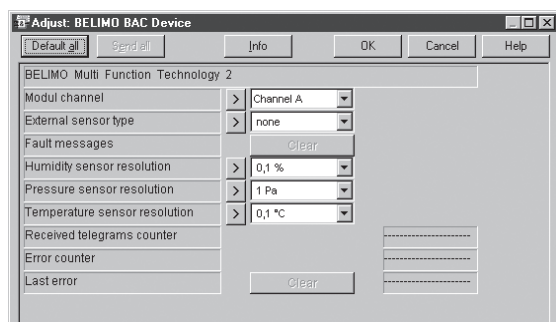 Adjust: BELIMO BAC Device
Default all Send all Info OK Cancel Help
BELIMO Multi Function Technology 2
Modul channel > Channel A
External sensor type > none
Fault messages Clear
Humidity sensor resolution > 0,1 %
Pressure sensor resolution > 1 Pa
Temperature sensor resolution > 0,1 °C
Received telegrams counter ---------------------
Error counter ---------------------
Last error Clear ---------------------